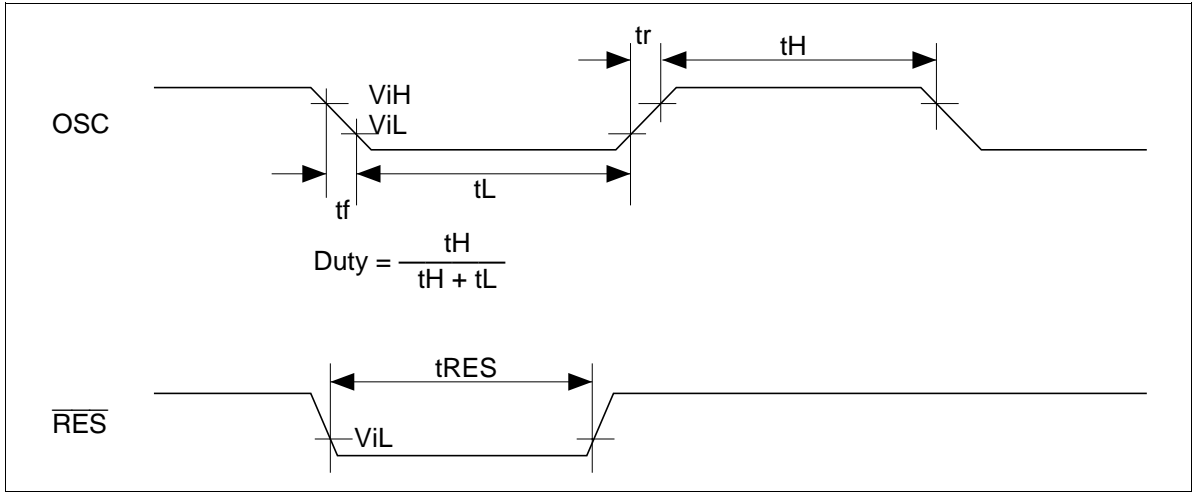 tr
tH
ViH
OSC
ViL
tL
tf
Duty = tH / tH + tL
tRES
RES
ViL